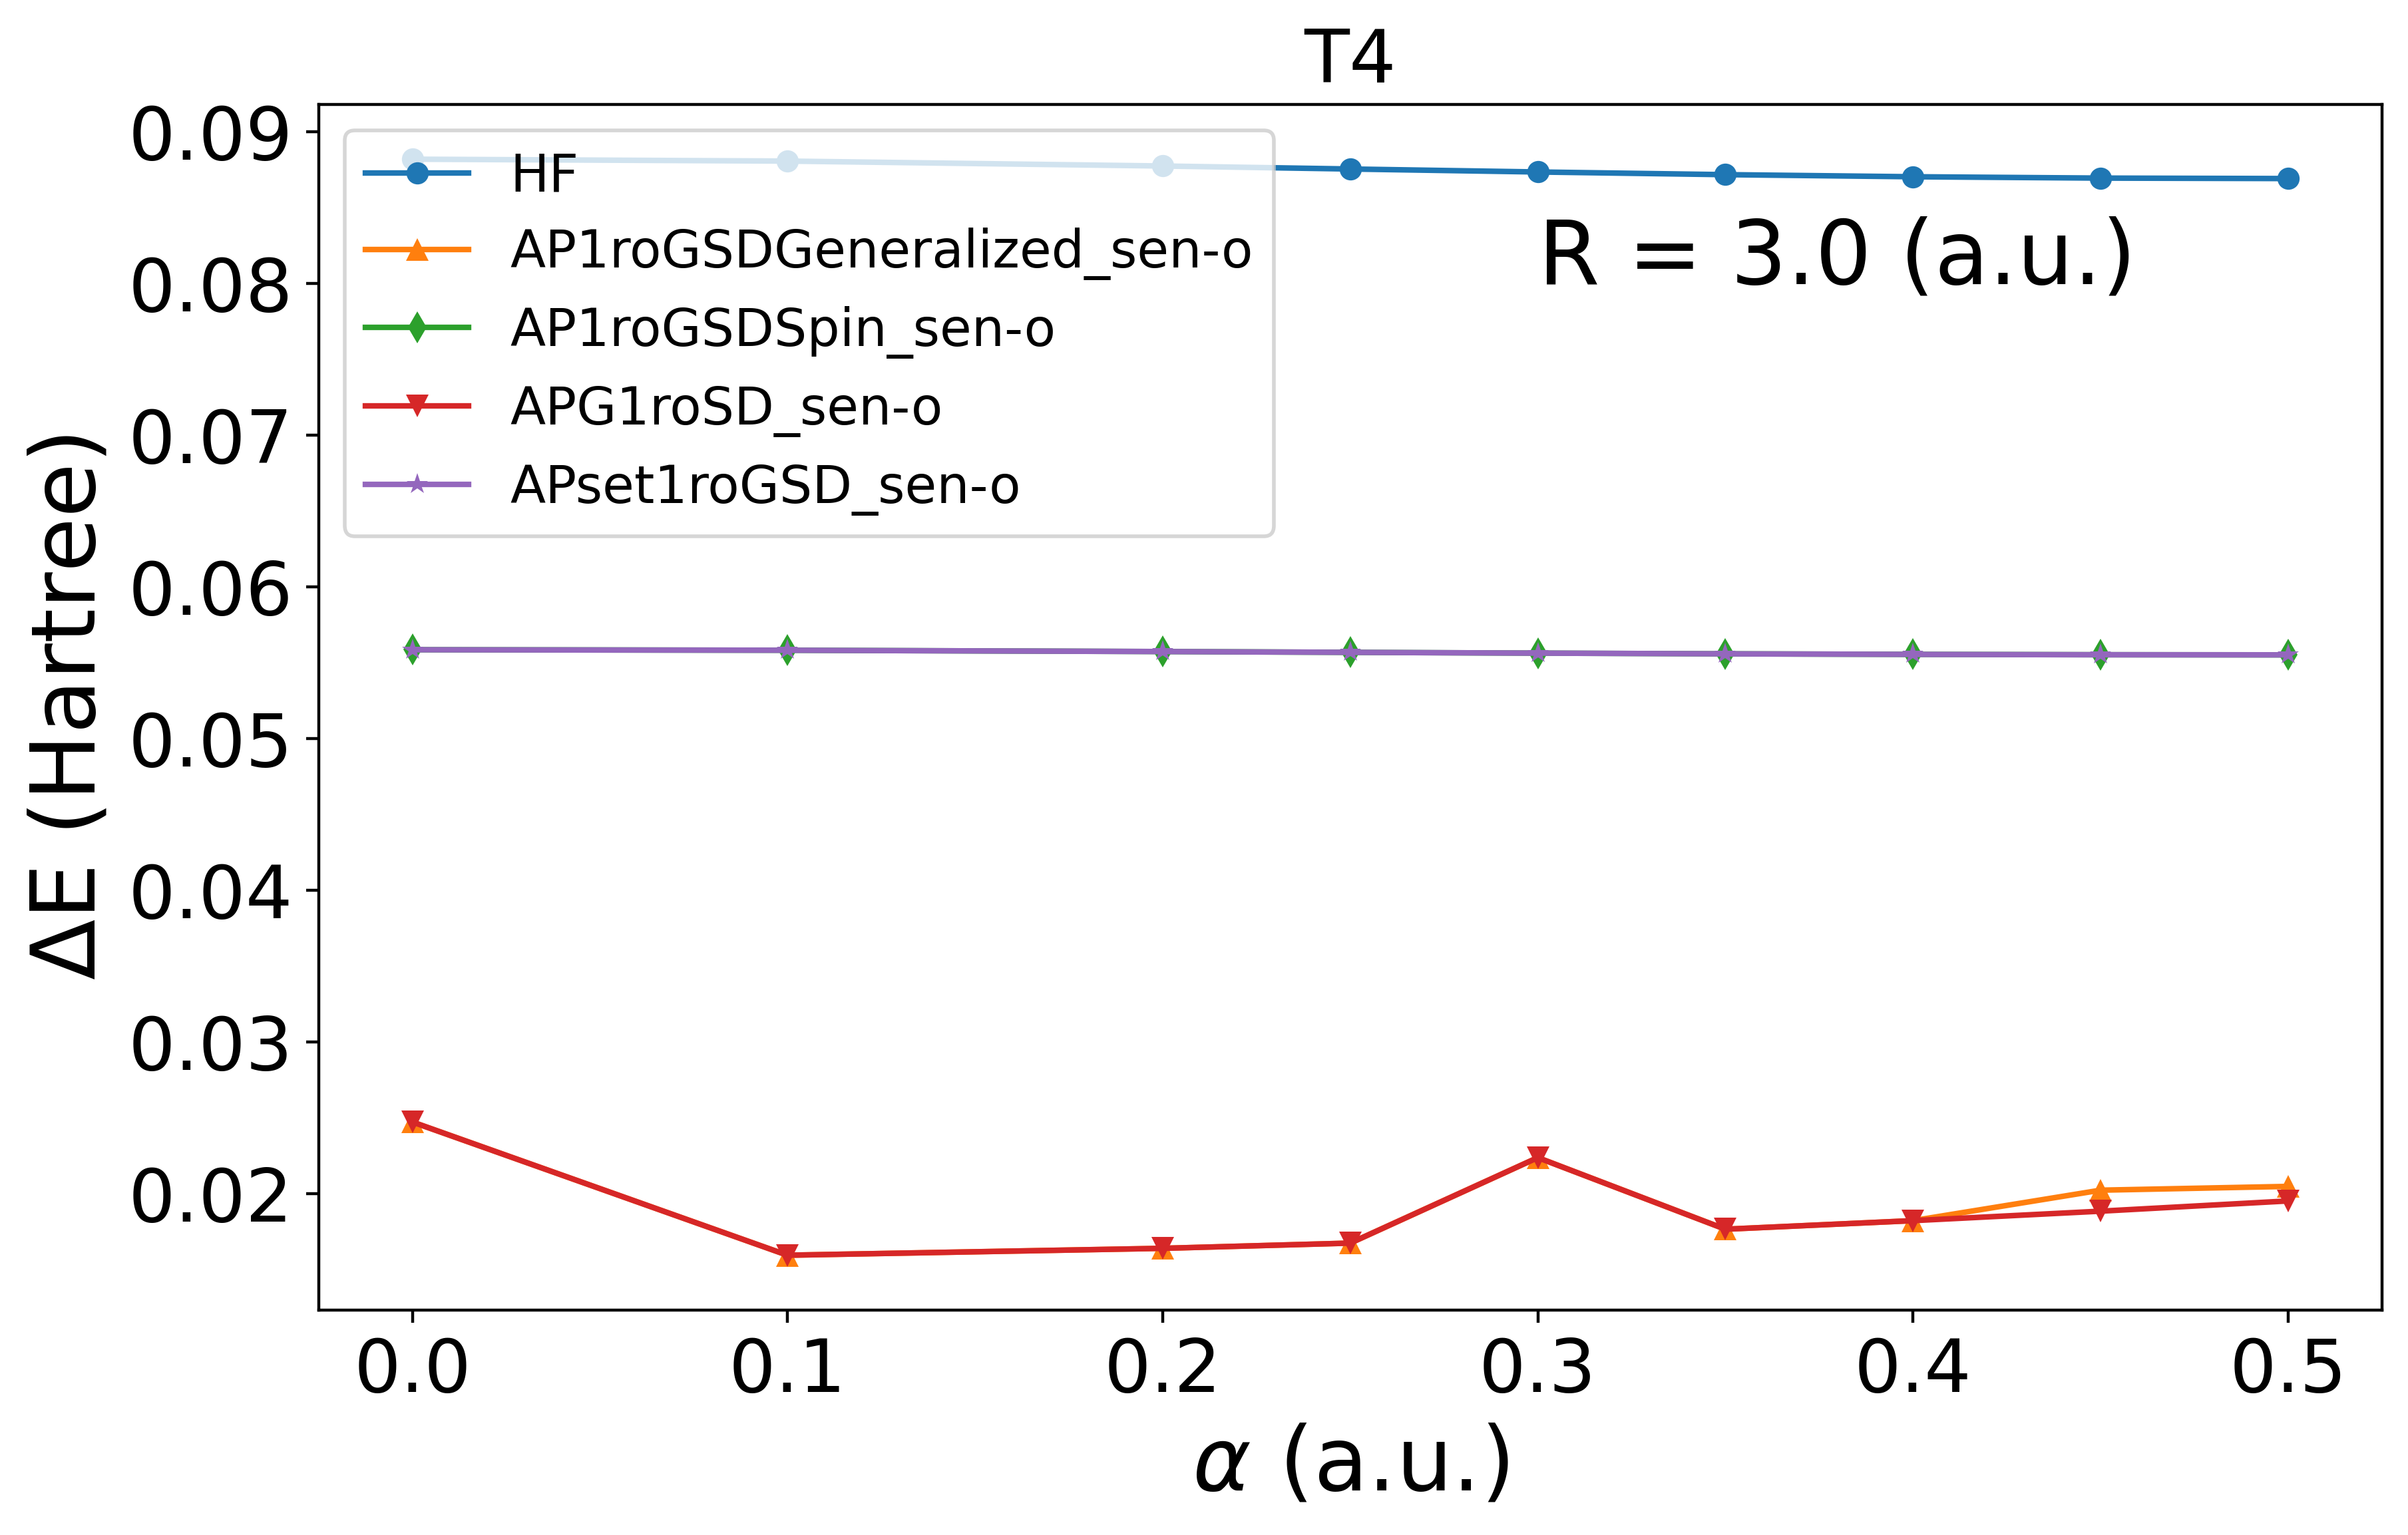 T4
0.09
0.08
0.07
0.06
0.05
0.04
0.03
0.02
ΔE (Hartree)
HF
AP1roGSDGeneralized_sen-o
AP1roGSDSpin_sen-o
APG1roSD_sen-o
APset1roGSD_sen-o
R = 3.0 (a.u.)
0.0 0.1 0.2 0.3 0.4 0.5
α (a.u.)